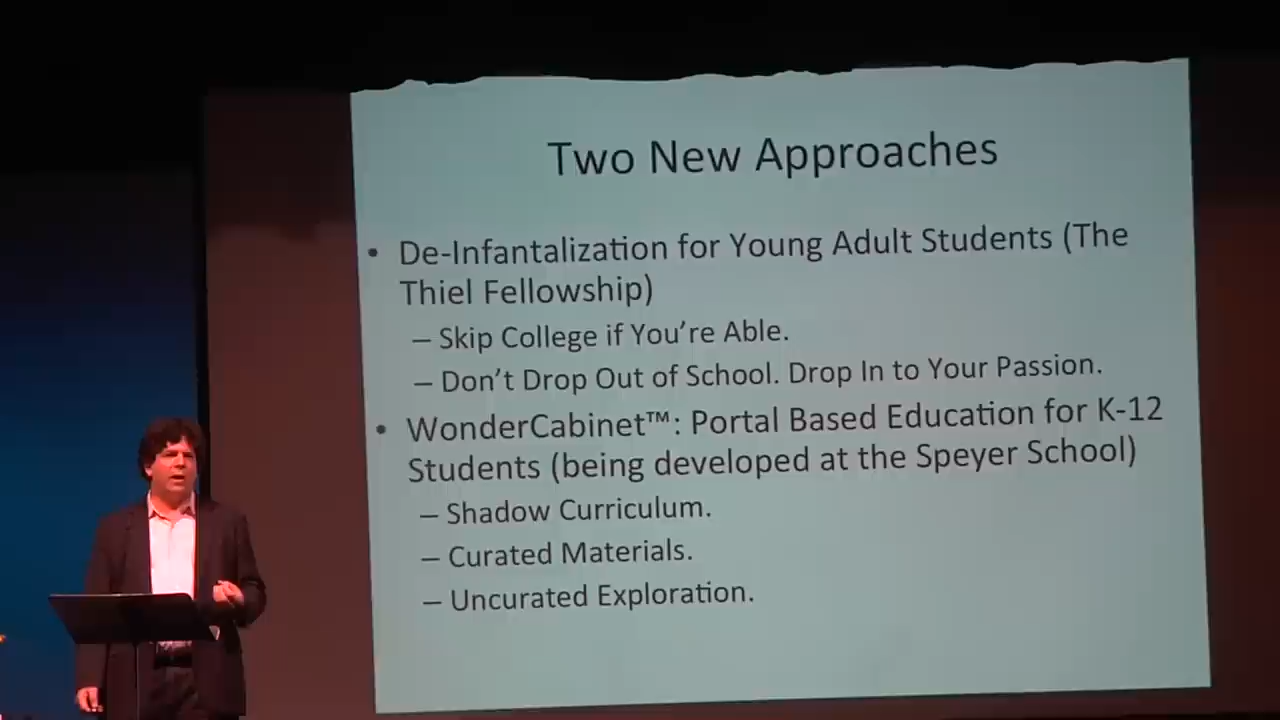 Two New Approaches
• De-Infantalization for Young Adult Students (The
Thiel Fellowship)
– Skip College if You’re Able.
– Don’t Drop Out of School. Drop In to Your Passion.
• WonderCabinet™: Portal Based Education for K-12
Students (being developed at the Speyer School)
– Shadow Curriculum.
– Curated Materials.
– Uncurated Exploration.